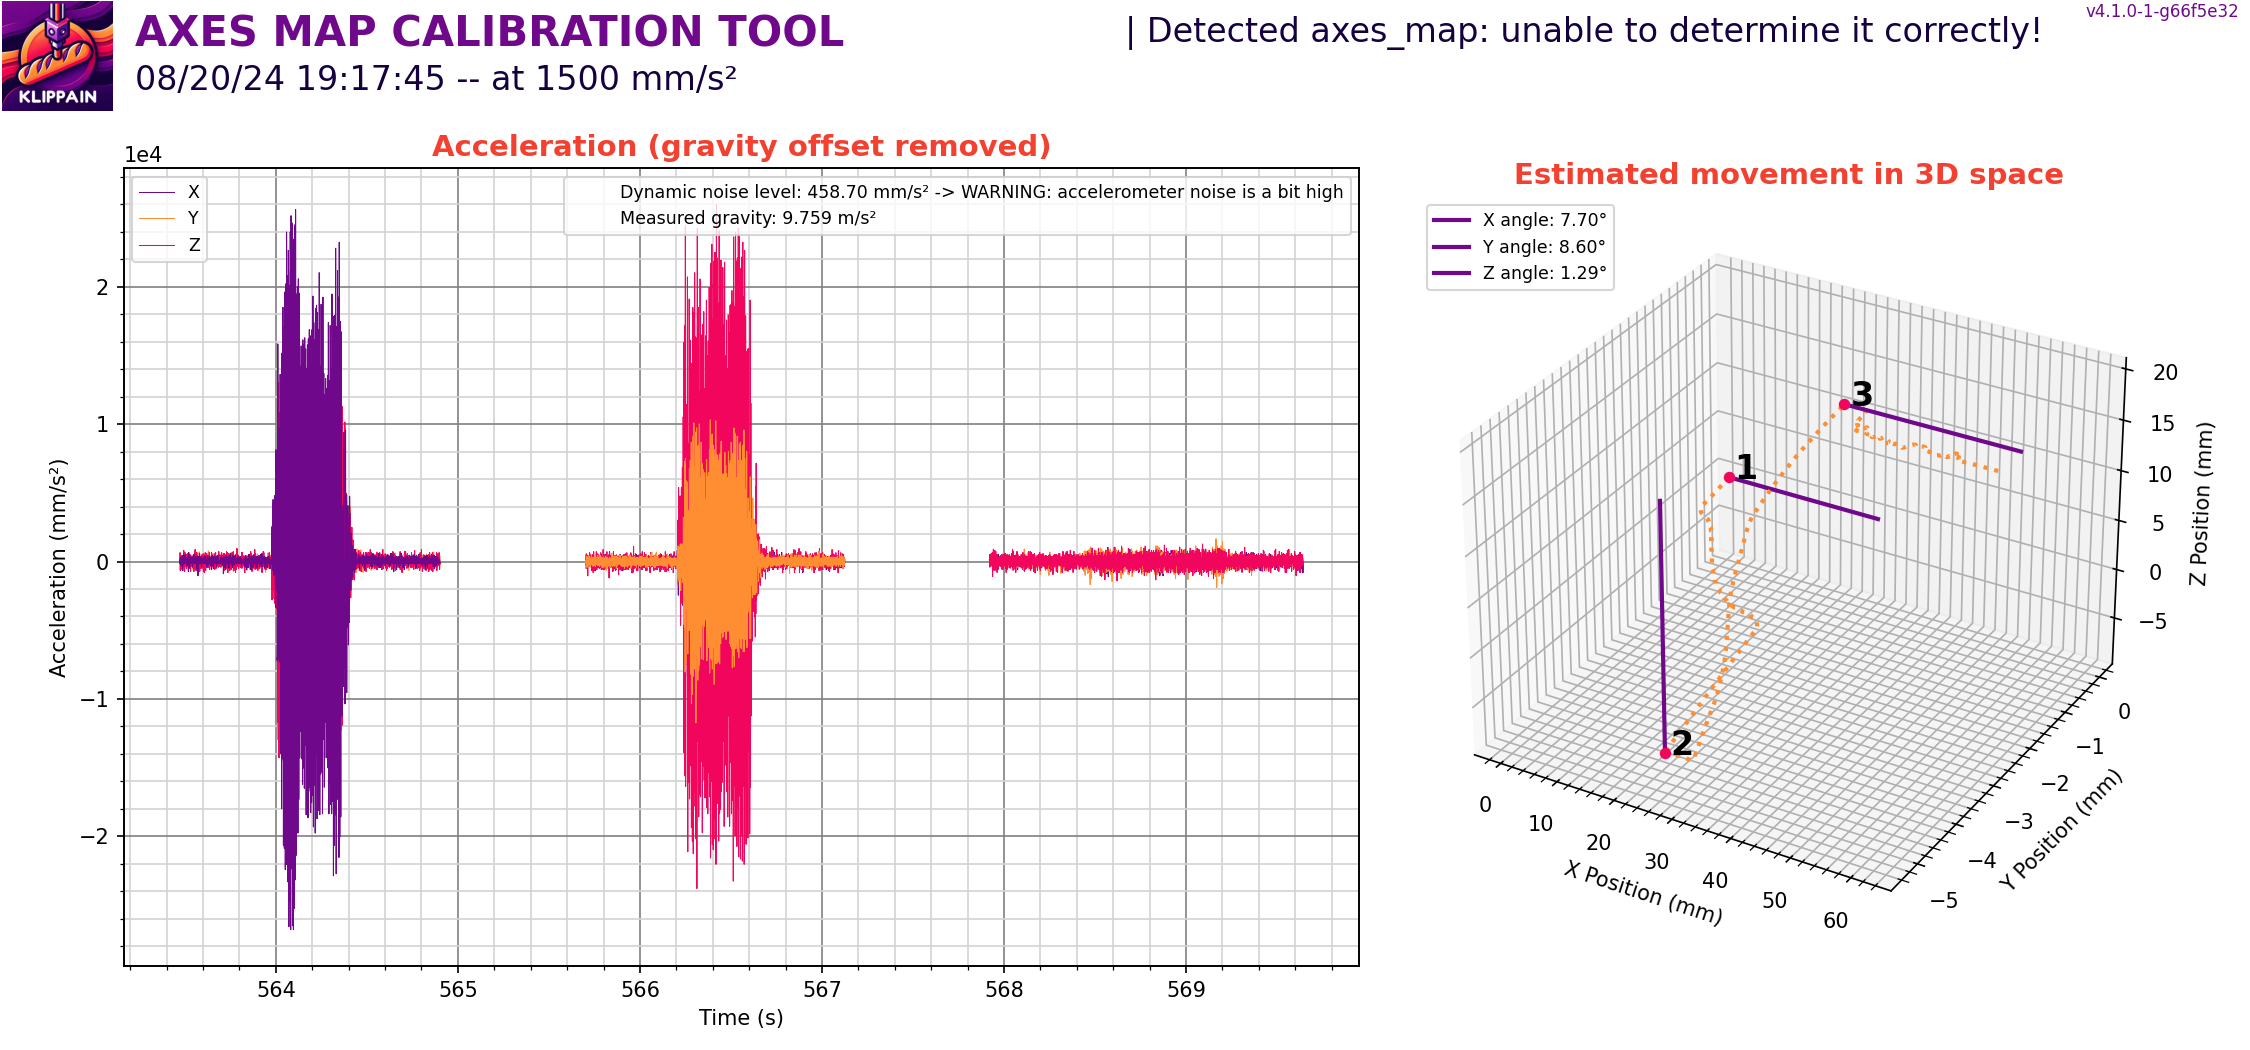 AXES MAP CALIBRATION TOOL
| Detected axes_map: unable to determine it correctly!
v4.1.0-1-g66f5e32
08/20/24 19:17:45 -- at 1500 mm/s²
KLIPPAIN
Acceleration (gravity offset removed)
1e4
X
Y
Z
Dynamic noise level: 458.70 mm/s² -> WARNING: accelerometer noise is a bit high
Measured gravity: 9.759 m/s²
2
1
0
−1
−2
Acceleration (mm/s²)
564
565
566
567
568
569
Time (s)
Estimated movement in 3D space
X angle: 7.70°
Y angle: 8.60°
Z angle: 1.29°
1
2
3
20
15
10
5
0
−5
Z Position (mm)
0
−1
−2
−3
−4
−5
Y Position (mm)
0
10
20
30
40
50
60
X Position (mm)